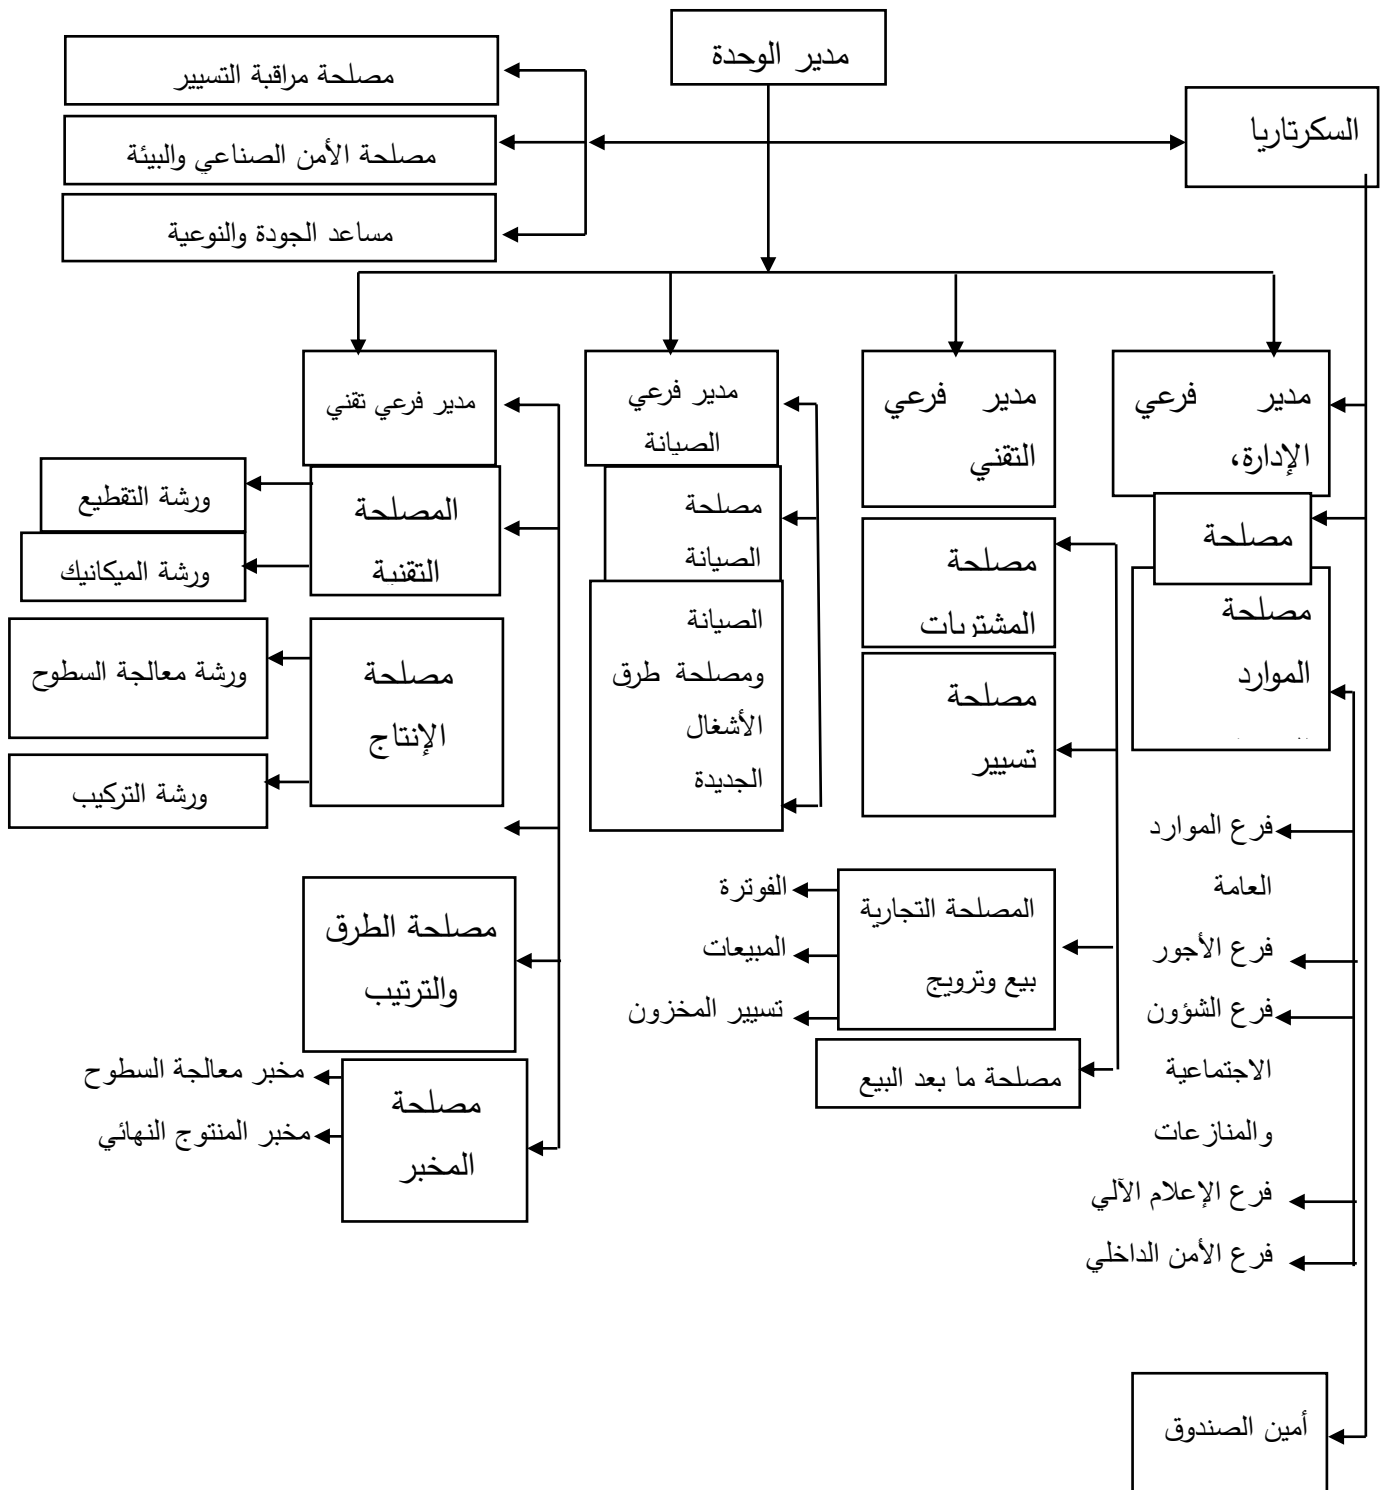 مدير الوحدة
مصلحة مراقبة التسيير
السكرتاريا
مصلحة الأمن الصناعي والبيئة
مساعد الجودة والنوعية
مدير فرعي
الإدارة،
مصلحة
مصلحة
الموارد
فرع الموارد
العامة
فرع الأجور
فرع الشؤون
الاجتماعية
والمنازعات
فرع الإعلام الآلي
فرع الأمن الداخلي
أمين الصندوق
مدير فرعي
التقني
مصلحة
المشتريات
مصلحة
تسيير
المصلحة التجارية
بيع وترويج
الفوترة
المبيعات
تسيير المخزون
مصلحة ما بعد البيع
مدير فرعي
الصيانة
مصلحة
الصيانة
الصيانة
ومصلحة طرق
الأشغال
الجديدة
مدير فرعي تقني
المصلحة
التقنية
ورشة التقطيع
ورشة الميكانيك
مصلحة
الإنتاج
ورشة معالجة السطوح
ورشة التركيب
مصلحة الطرق
والترتيب
مصلحة
المخبر
مخبر معالجة السطوح
مخبر المنتوج النهائي